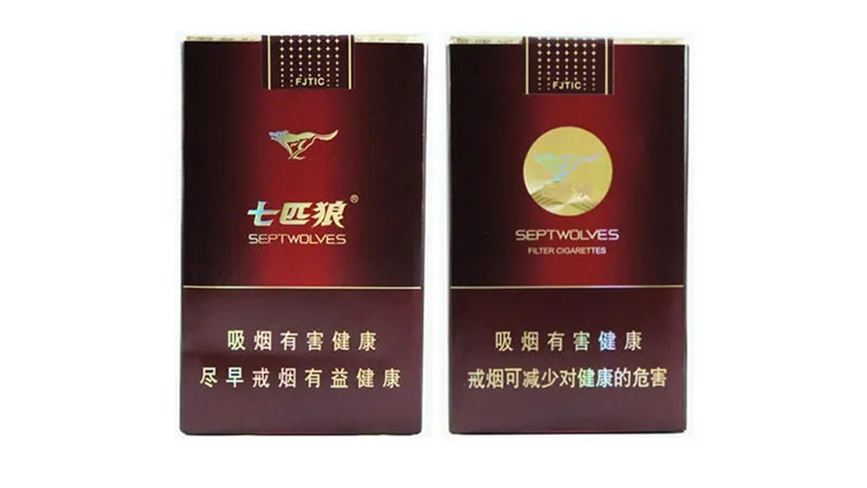 FJTIC
七匹狼®
SEPTWOLVES
吸烟有害健康
尽早戒烟有益健康
FJTIC
SEPTWOLVES
FILTER CIGARETTES
吸烟有害健康
戒烟可减少对健康的危害